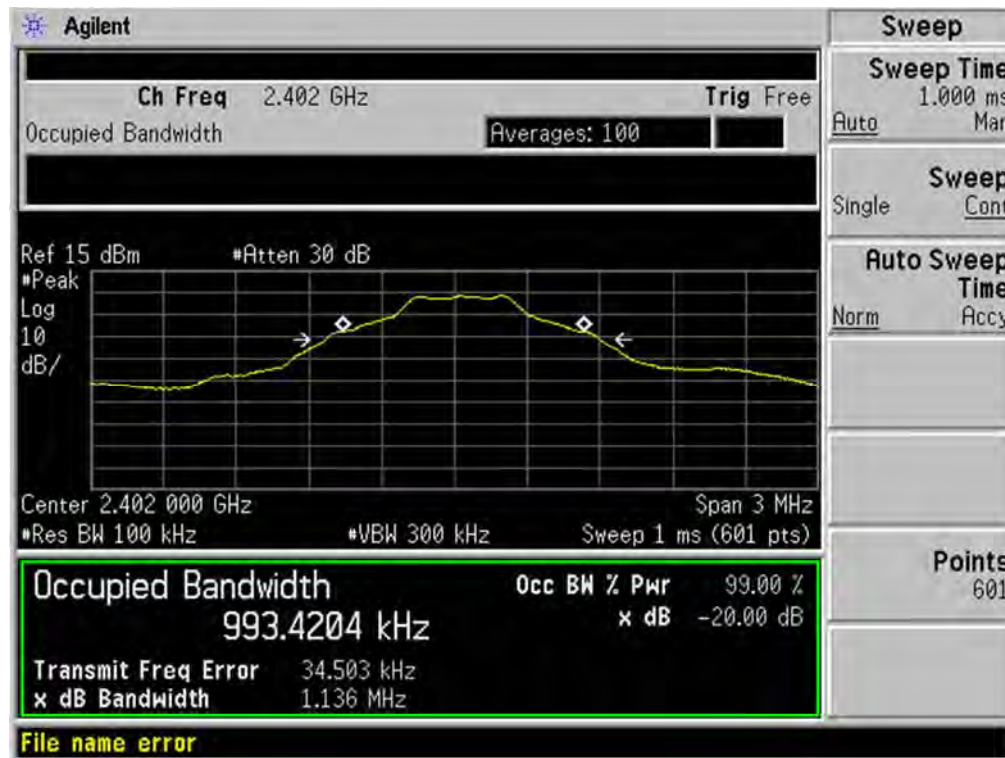 Agilent
Ch Freq 2.402 GHz Trig Free
Occupied Bandwidth Averages: 100
Ref 15 dBm #Atten 30 dB
#Peak
Log
10
dB/
Center 2.402 000 GHz Span 3 MHz
#Res BW 100 kHz #VBW 300 kHz Sweep 1 ms (601 pts)
Occupied Bandwidth
993.4204 kHz
Occ BW % Pwr 99.00 %
x dB -20.00 dB
Transmit Freq Error 34.503 kHz
x dB Bandwidth 1.136 MHz
File name error
Sweep
Sweep Time
1.000 ms
Auto Man
Sweep
Single Cont
Auto Sweep
Time
Norm Accy
Points
601